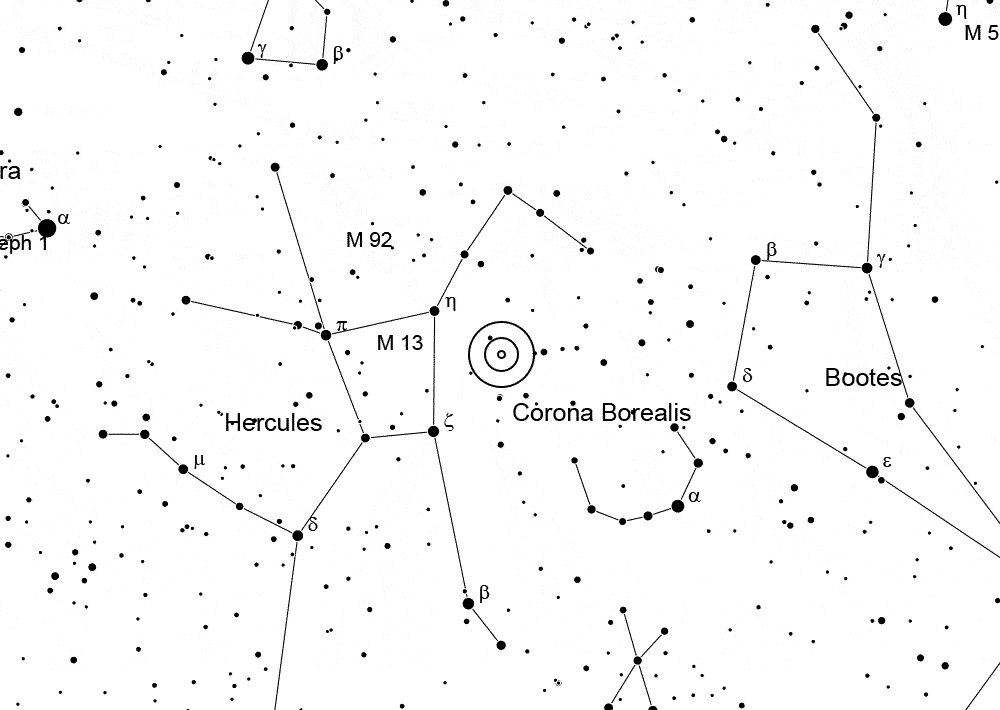 η
M 5
γ
β
ra
α
eph 1
M 92
β
γ
η
π
M 13
δ
Bootes
Hercules
ζ
Corona Borealis
μ
ε
α
δ
β